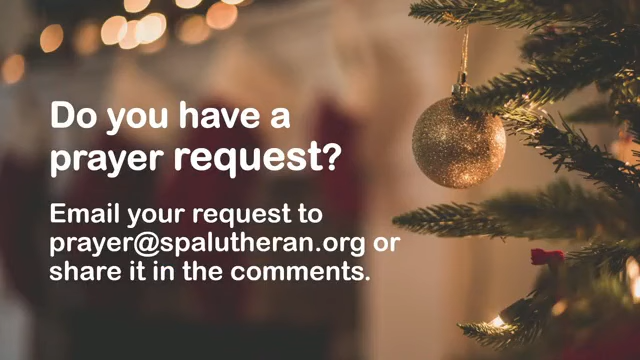 Do you have a
prayer request?
Email your request to
prayer@spalutheran.org or
share it in the comments.